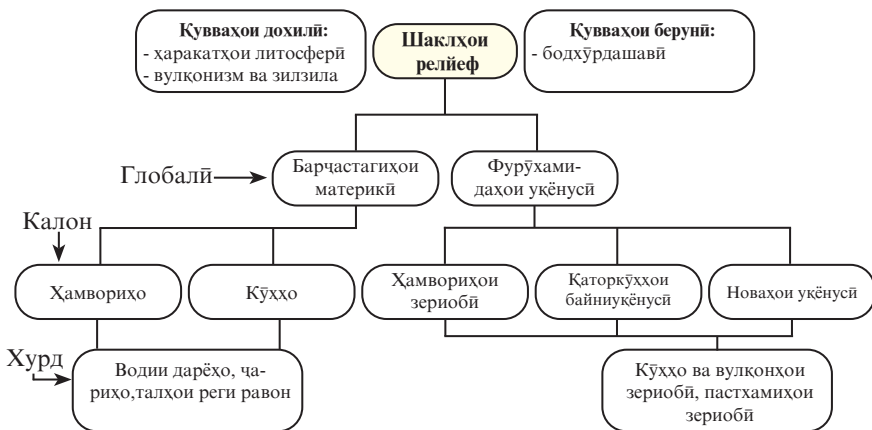 Қувваҳои дохилӣ:
- ҳаракатҳои литосферӣ
- вулқонизм ва зилзила
Шаклҳои
релйеф
Қувваҳои берунӣ:
- бодхӯрдашавӣ
Глобалӣ
Барҷастагиҳои
материкӣ
Фурӯхами-
даҳои уқёнусӣ
Калон
Ҳамвориҳо
Кӯҳҳо
Ҳамвориҳои
зериобӣ
Қаторкӯҳҳои
байниуқёнусӣ
Новаҳои уқёнусӣ
Хурд
Водии дарёҳо, ҷа-
риҳо,талҳои реги равон
Кӯҳҳо ва вулқонҳои
зериобӣ, пастхамиҳои
зериобӣ